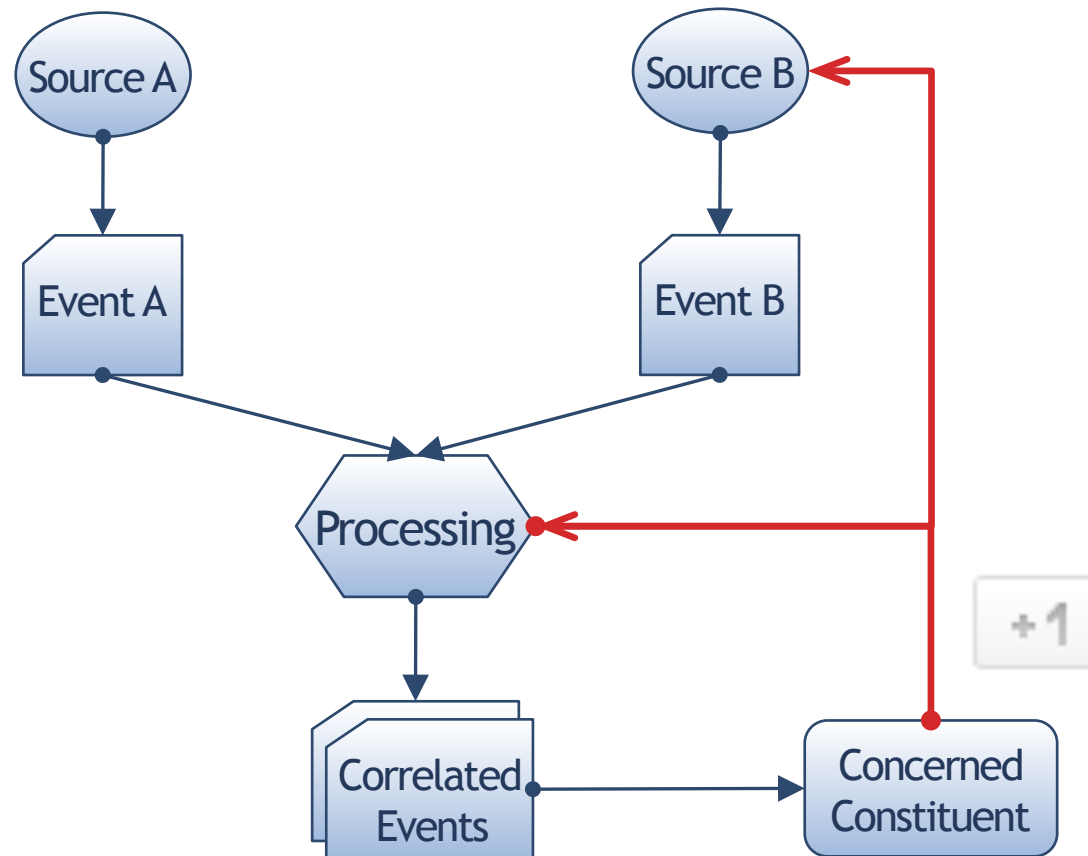 Source A
Source B
Event A
Event B
Processing
+1
Correlated
Events
Concerned
Constituent